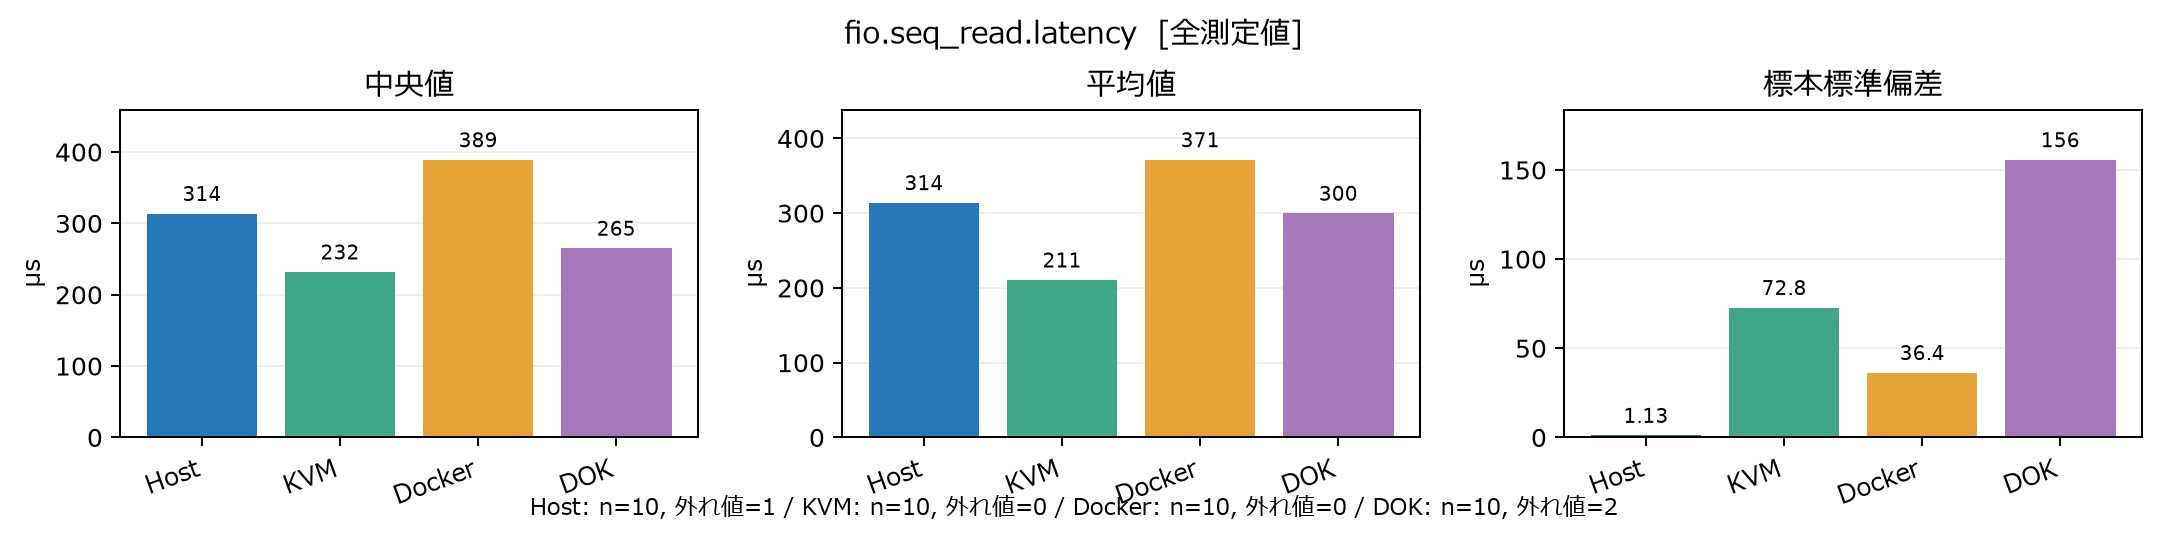 fio.seq_read.latency [全測定値]
中央値
µs
400
300
200
100
0
314
232
389
265
Host
KVM
Docker
DOK
平均値
µs
400
300
200
100
0
314
211
371
300
Host
KVM
Docker
DOK
標本標準偏差
µs
150
100
50
0
1.13
72.8
36.4
156
Host
KVM
Docker
DOK
Host: n=10, 外れ値=1 / KVM: n=10, 外れ値=0 / Docker: n=10, 外れ値=0 / DOK: n=10, 外れ値=2